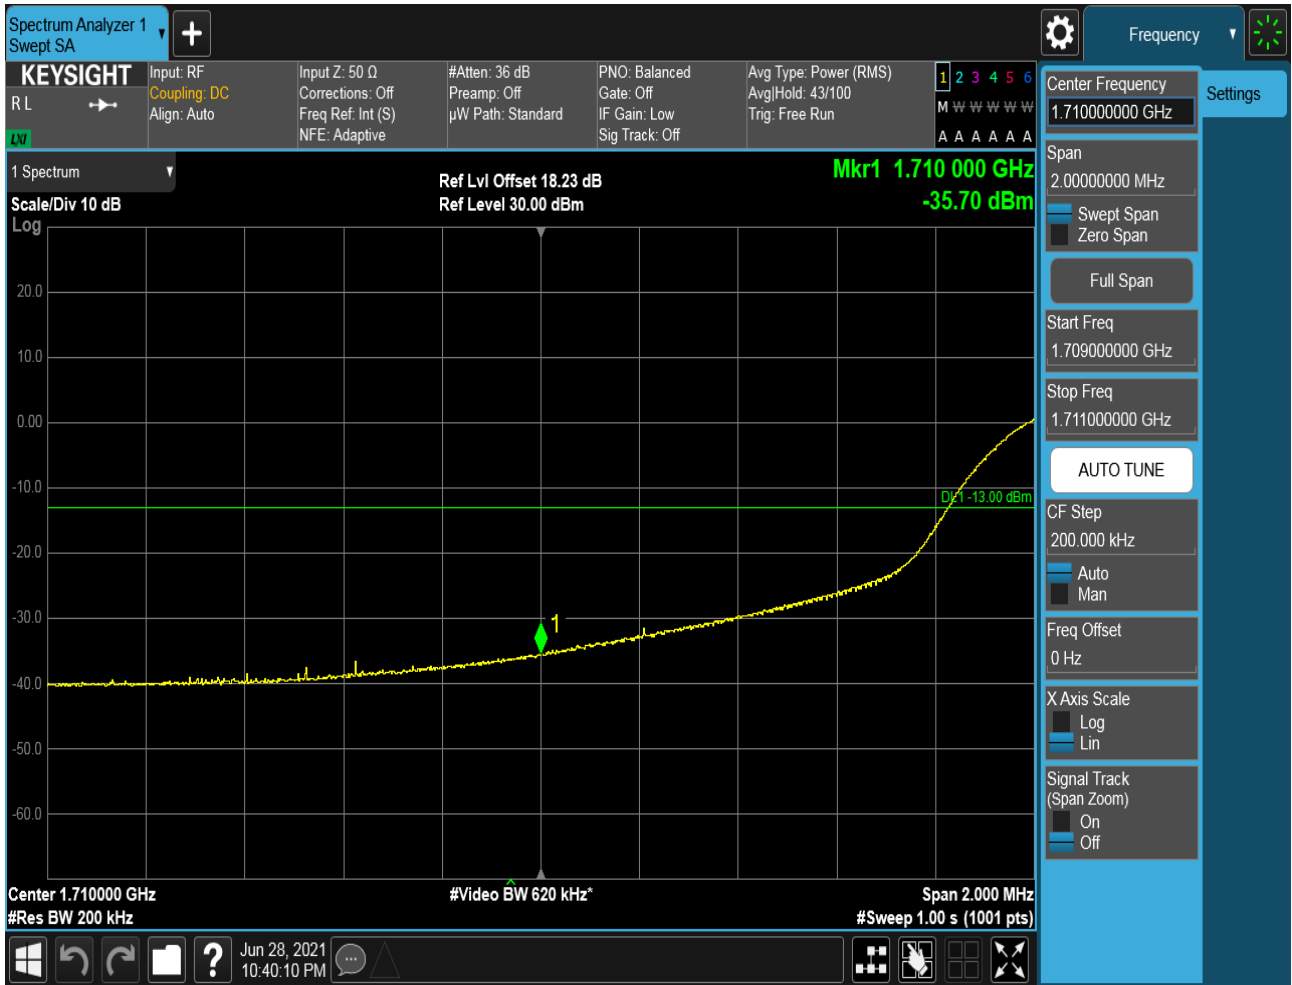 Spectrum Analyzer 1
Swept SA
Frequency
KEYSIGHT
R L
LXI
Input: RF
Coupling: DC
Align: Auto
Input Z: 50 Ω
Corrections: Off
Freq Ref: Int (S)
NFE: Adaptive
#Atten: 36 dB
Preamp: Off
µW Path: Standard
PNO: Balanced
Gate: Off
IF Gain: Low
Sig Track: Off
Avg Type: Power (RMS)
Avg|Hold: 43/100
Trig: Free Run
1 2 3 4 5 6
M W W W W W
A A A A A A
1 Spectrum
Scale/Div 10 dB
Log
Ref Lvl Offset 18.23 dB
Ref Level 30.00 dBm
Mkr1 1.710 000 GHz
-35.70 dBm
20.0
10.0
0.00
-10.0
-20.0
-30.0
-40.0
-50.0
-60.0
DL1 -13.00 dBm
1
Center 1.710000 GHz
#Res BW 200 kHz
#Video BW 620 kHz*
Span 2.000 MHz
#Sweep 1.00 s (1001 pts)
Jun 28, 2021
10:40:10 PM
?
Center Frequency
1.710000000 GHz
Settings
Span
2.00000000 MHz
Swept Span
Zero Span
Full Span
Start Freq
1.709000000 GHz
Stop Freq
1.711000000 GHz
AUTO TUNE
CF Step
200.000 kHz
Auto
Man
Freq Offset
0 Hz
X Axis Scale
Log
Lin
Signal Track
(Span Zoom)
On
Off